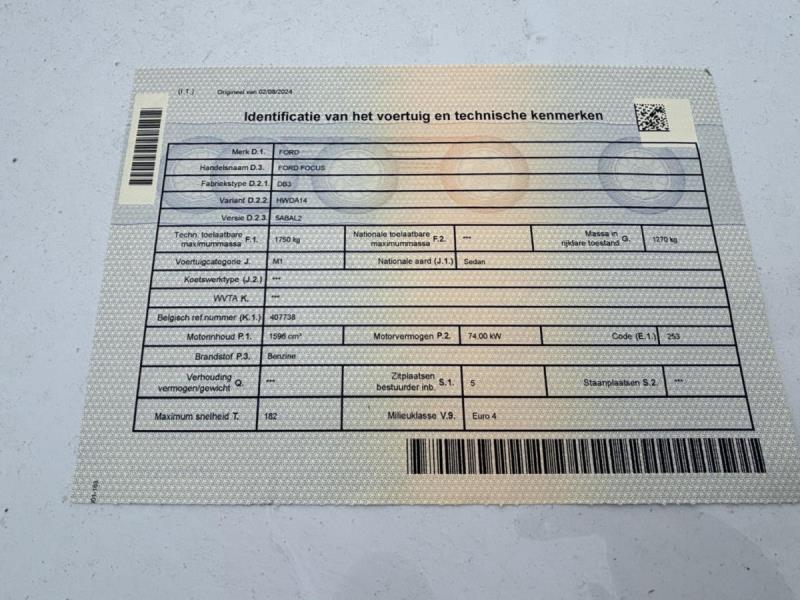 (I.1.) Origineel van 02/08/2024
Identificatie van het voertuig en technische kenmerken
Merk D.1. FORD
Handelsnaam D.3. FORD FOCUS
Fabriekstype D.2.1. DB3
Variant D.2.2. HWDA14
Versie D.2.3. 5ABAL2
Techn. toelaatbare maximummassa F.1. 1750 kg Nationale toelaatbare maximummassa F.2. *** Massa in rijklare toestand G. 1270 kg
Voertuigcategorie J. M1 Nationale aard (J.1.) Sedan
Koetswerktype (J.2.) ***
WVTA K. ***
Belgisch ref.nummer (K.1.) 407738
Motorinhoud P.1. 1596 cm³ Motorvermogen P.2. 74,00 kW Code (E.1.) 253
Brandstof P.3. Benzine
Verhouding vermogen/gewicht Q. *** Zitplaatsen bestuurder inb. S.1. 5 Staanplaatsen S.2. ***
Maximum snelheid T. 182 Milieuklasse V.9. Euro 4